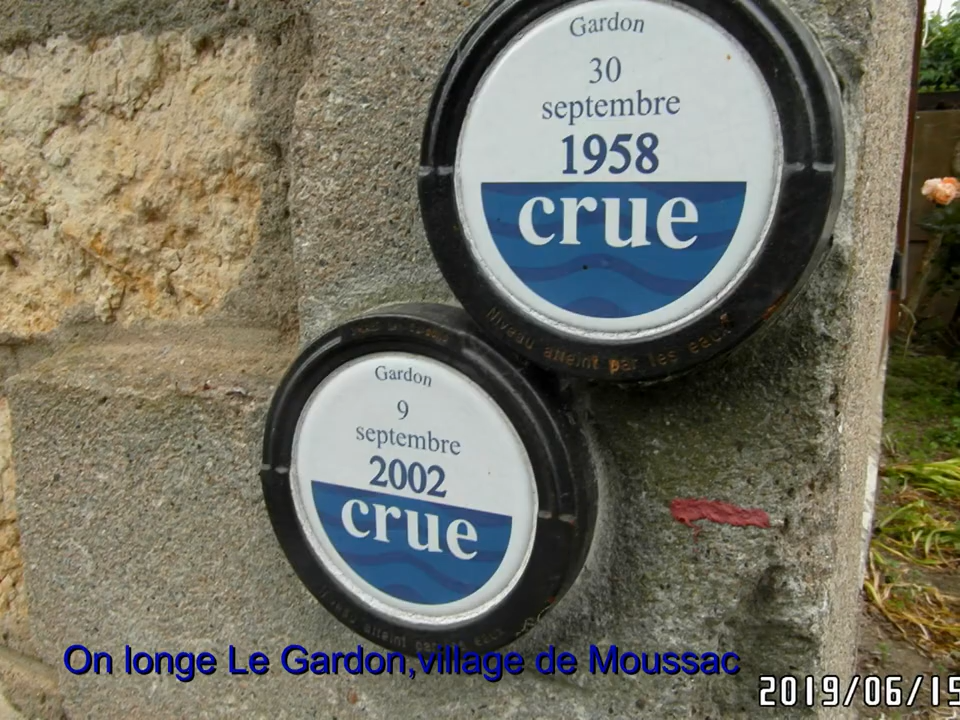 Gardon
30
septembre
1958
crue
Niveau atteint par les eaux
Gardon
9
septembre
2002
crue
On longe Le Gardon,village de Moussac
2019/06/15